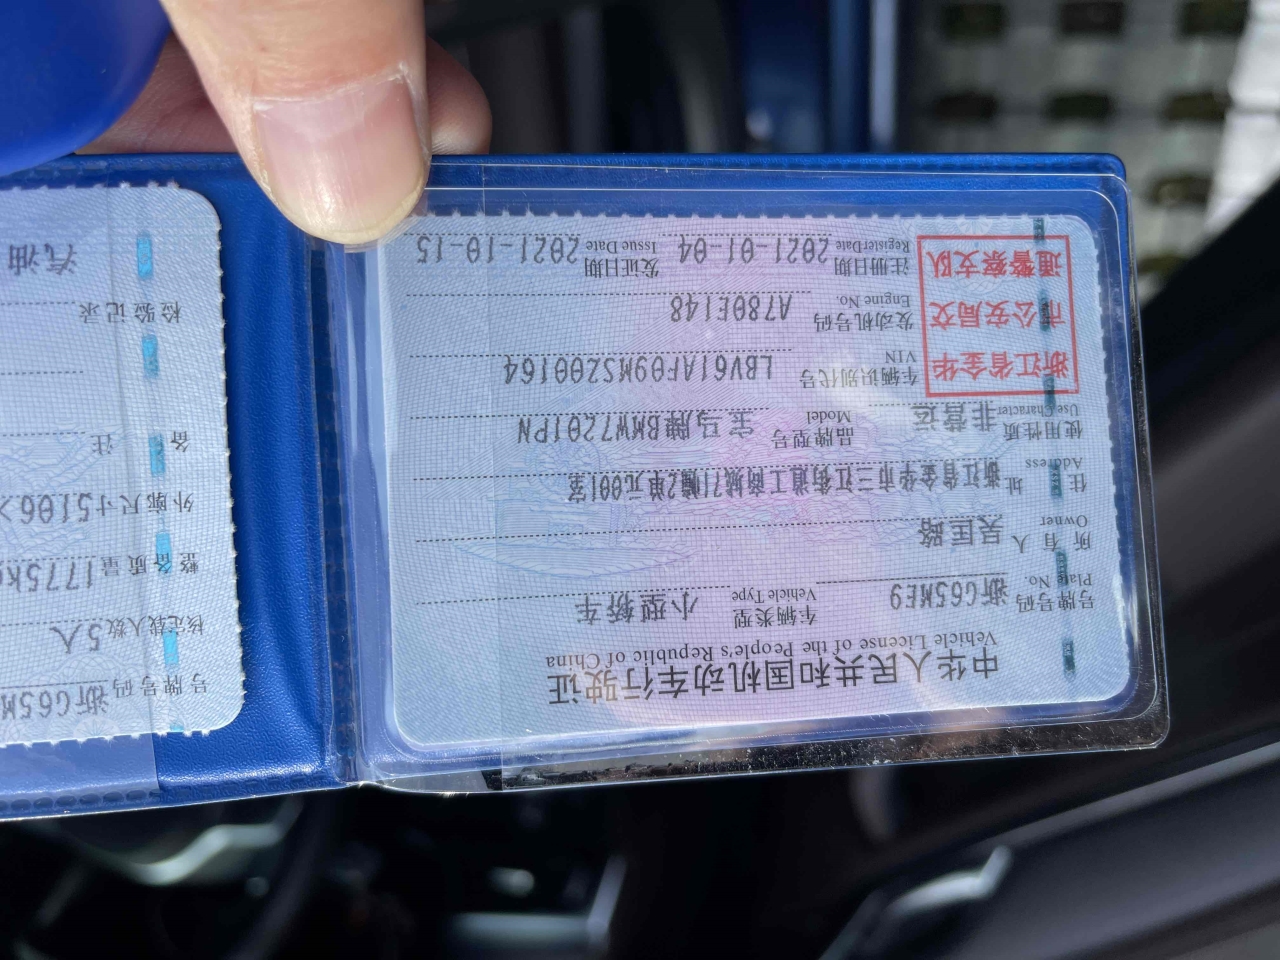 中华人民共和国机动车行驶证
Vehicle License of the People's Republic of China
号牌号码 浙G65ME9 车辆类型 小型轿车
Plate No. Vehicle Type
所有人 吴匡路
Owner
住址 浙江省金华市三江街道工商城71幢2单元001室
Address
使用性质 非营运 品牌型号 宝马牌BMW7201PN
Use Character Model
浙江省金华
市公安局交
通警察支队
车辆识别代号 LBV61AF09MSZ00164
VIN
发动机号码 A780E148
Engine No.
注册日期 2021-01-04 发证日期 2021-10-15
Register Date Issue Date
号牌号码 浙G65M
核定载人数 5人
整备质量 1775k
外廓尺寸 5106×
备注
检验记录
汽油